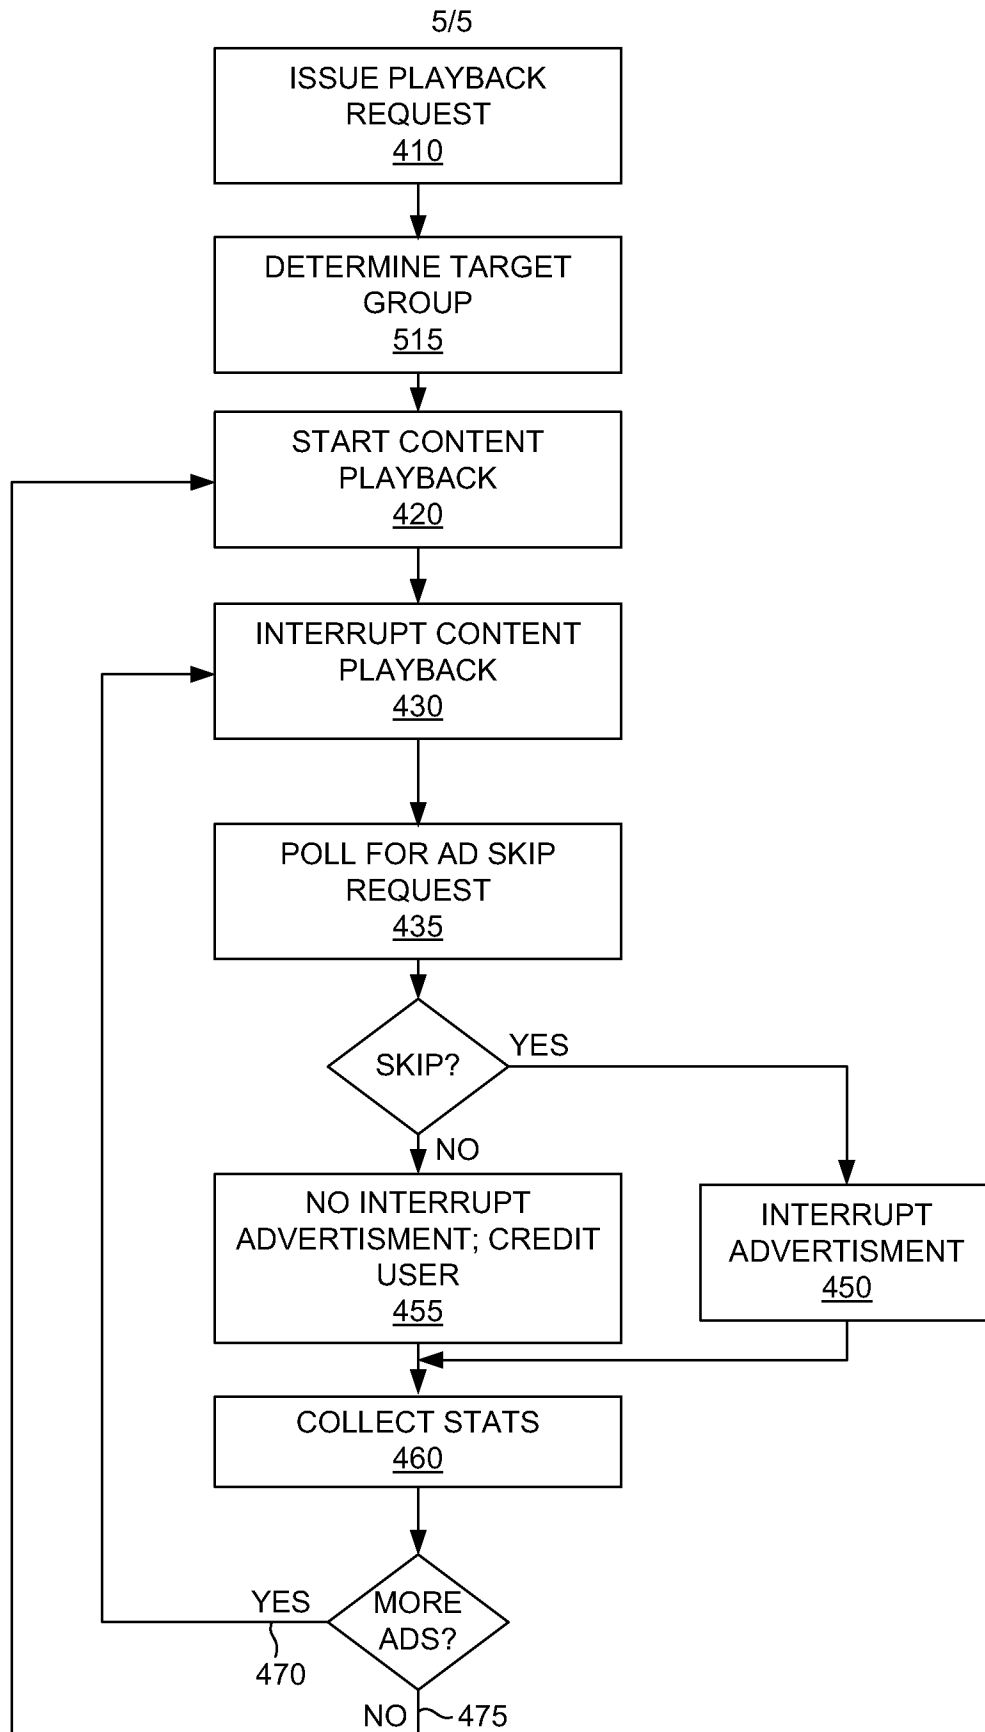 5/5
ISSUE PLAYBACK
REQUEST
410
DETERMINE TARGET
GROUP
515
START CONTENT
PLAYBACK
420
INTERRUPT CONTENT
PLAYBACK
430
POLL FOR AD SKIP
REQUEST
435
SKIP?
YES
NO
NO INTERRUPT
ADVERTISMENT; CREDIT
USER
455
INTERRUPT
ADVERTISMENT
450
COLLECT STATS
460
MORE
ADS?
YES
470
NO
475